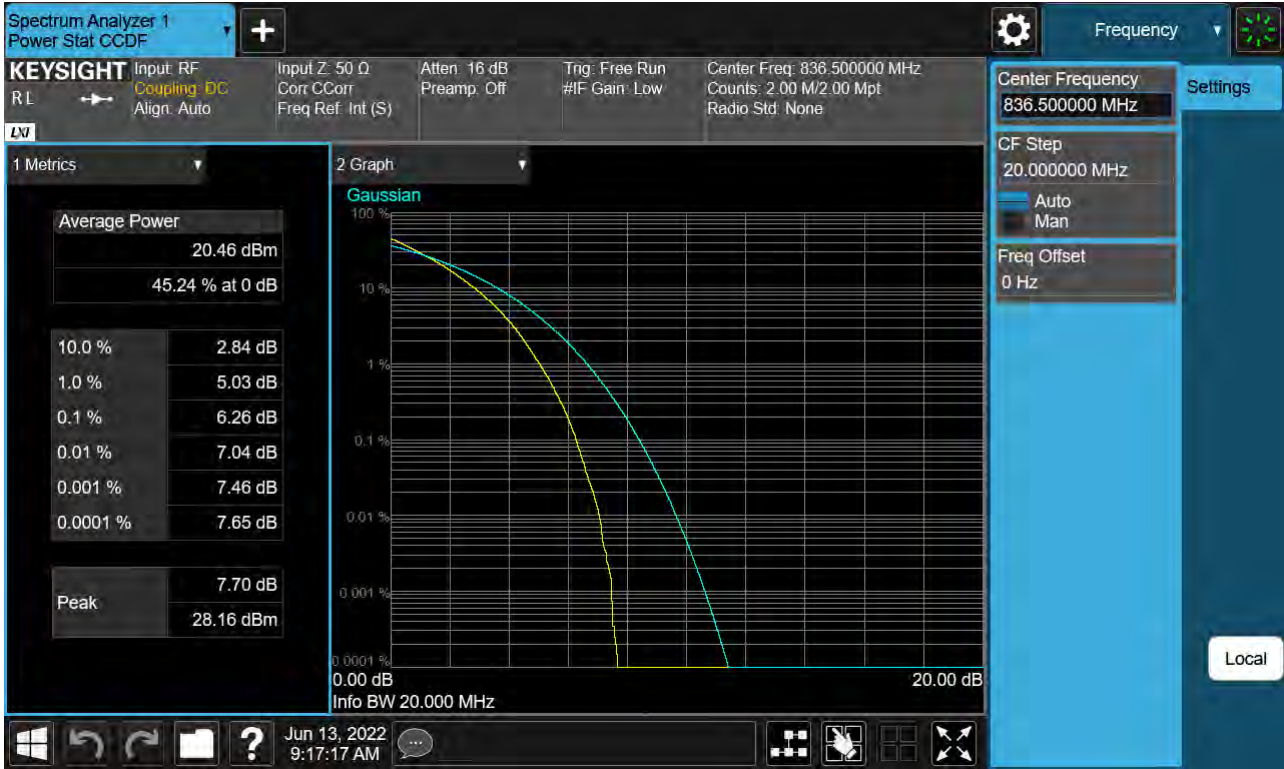 Spectrum Analyzer 1
Power Stat CCDF
+
Frequency
KEYSIGHT
R L
LXI
Input: RF
Coupling: DC
Align: Auto
Input Z: 50 Ω
Corr CCorr
Freq Ref: Int (S)
Atten: 16 dB
Preamp: Off
Trig: Free Run
#IF Gain: Low
Center Freq: 836.500000 MHz
Counts: 2.00 M/2.00 Mpt
Radio Std: None
Center Frequency
836.500000 MHz
Settings
CF Step
20.000000 MHz
Auto
Man
Freq Offset
0 Hz
1 Metrics
Average Power
20.46 dBm
45.24 % at 0 dB
10.0 % 2.84 dB
1.0 % 5.03 dB
0.1 % 6.26 dB
0.01 % 7.04 dB
0.001 % 7.46 dB
0.0001 % 7.65 dB
Peak
7.70 dB
28.16 dBm
2 Graph
Gaussian
100 %
10 %
1 %
0.1 %
0.01 %
0.001 %
0.0001 %
0.00 dB 20.00 dB
Info BW 20.000 MHz
Local
?
Jun 13, 2022
9:17:17 AM